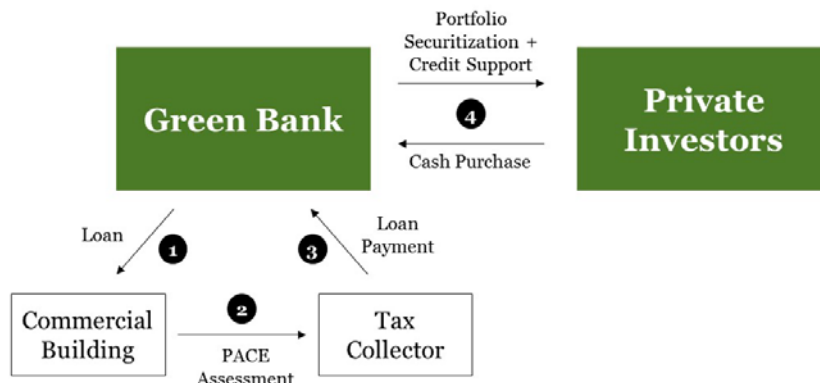 Portfolio
Securitization +
Credit Support
Green Bank
4
Private
Investors
Cash Purchase
Loan
1
3
Loan
Payment
Commercial
Building
2
PACE
Assessment
Tax
Collector